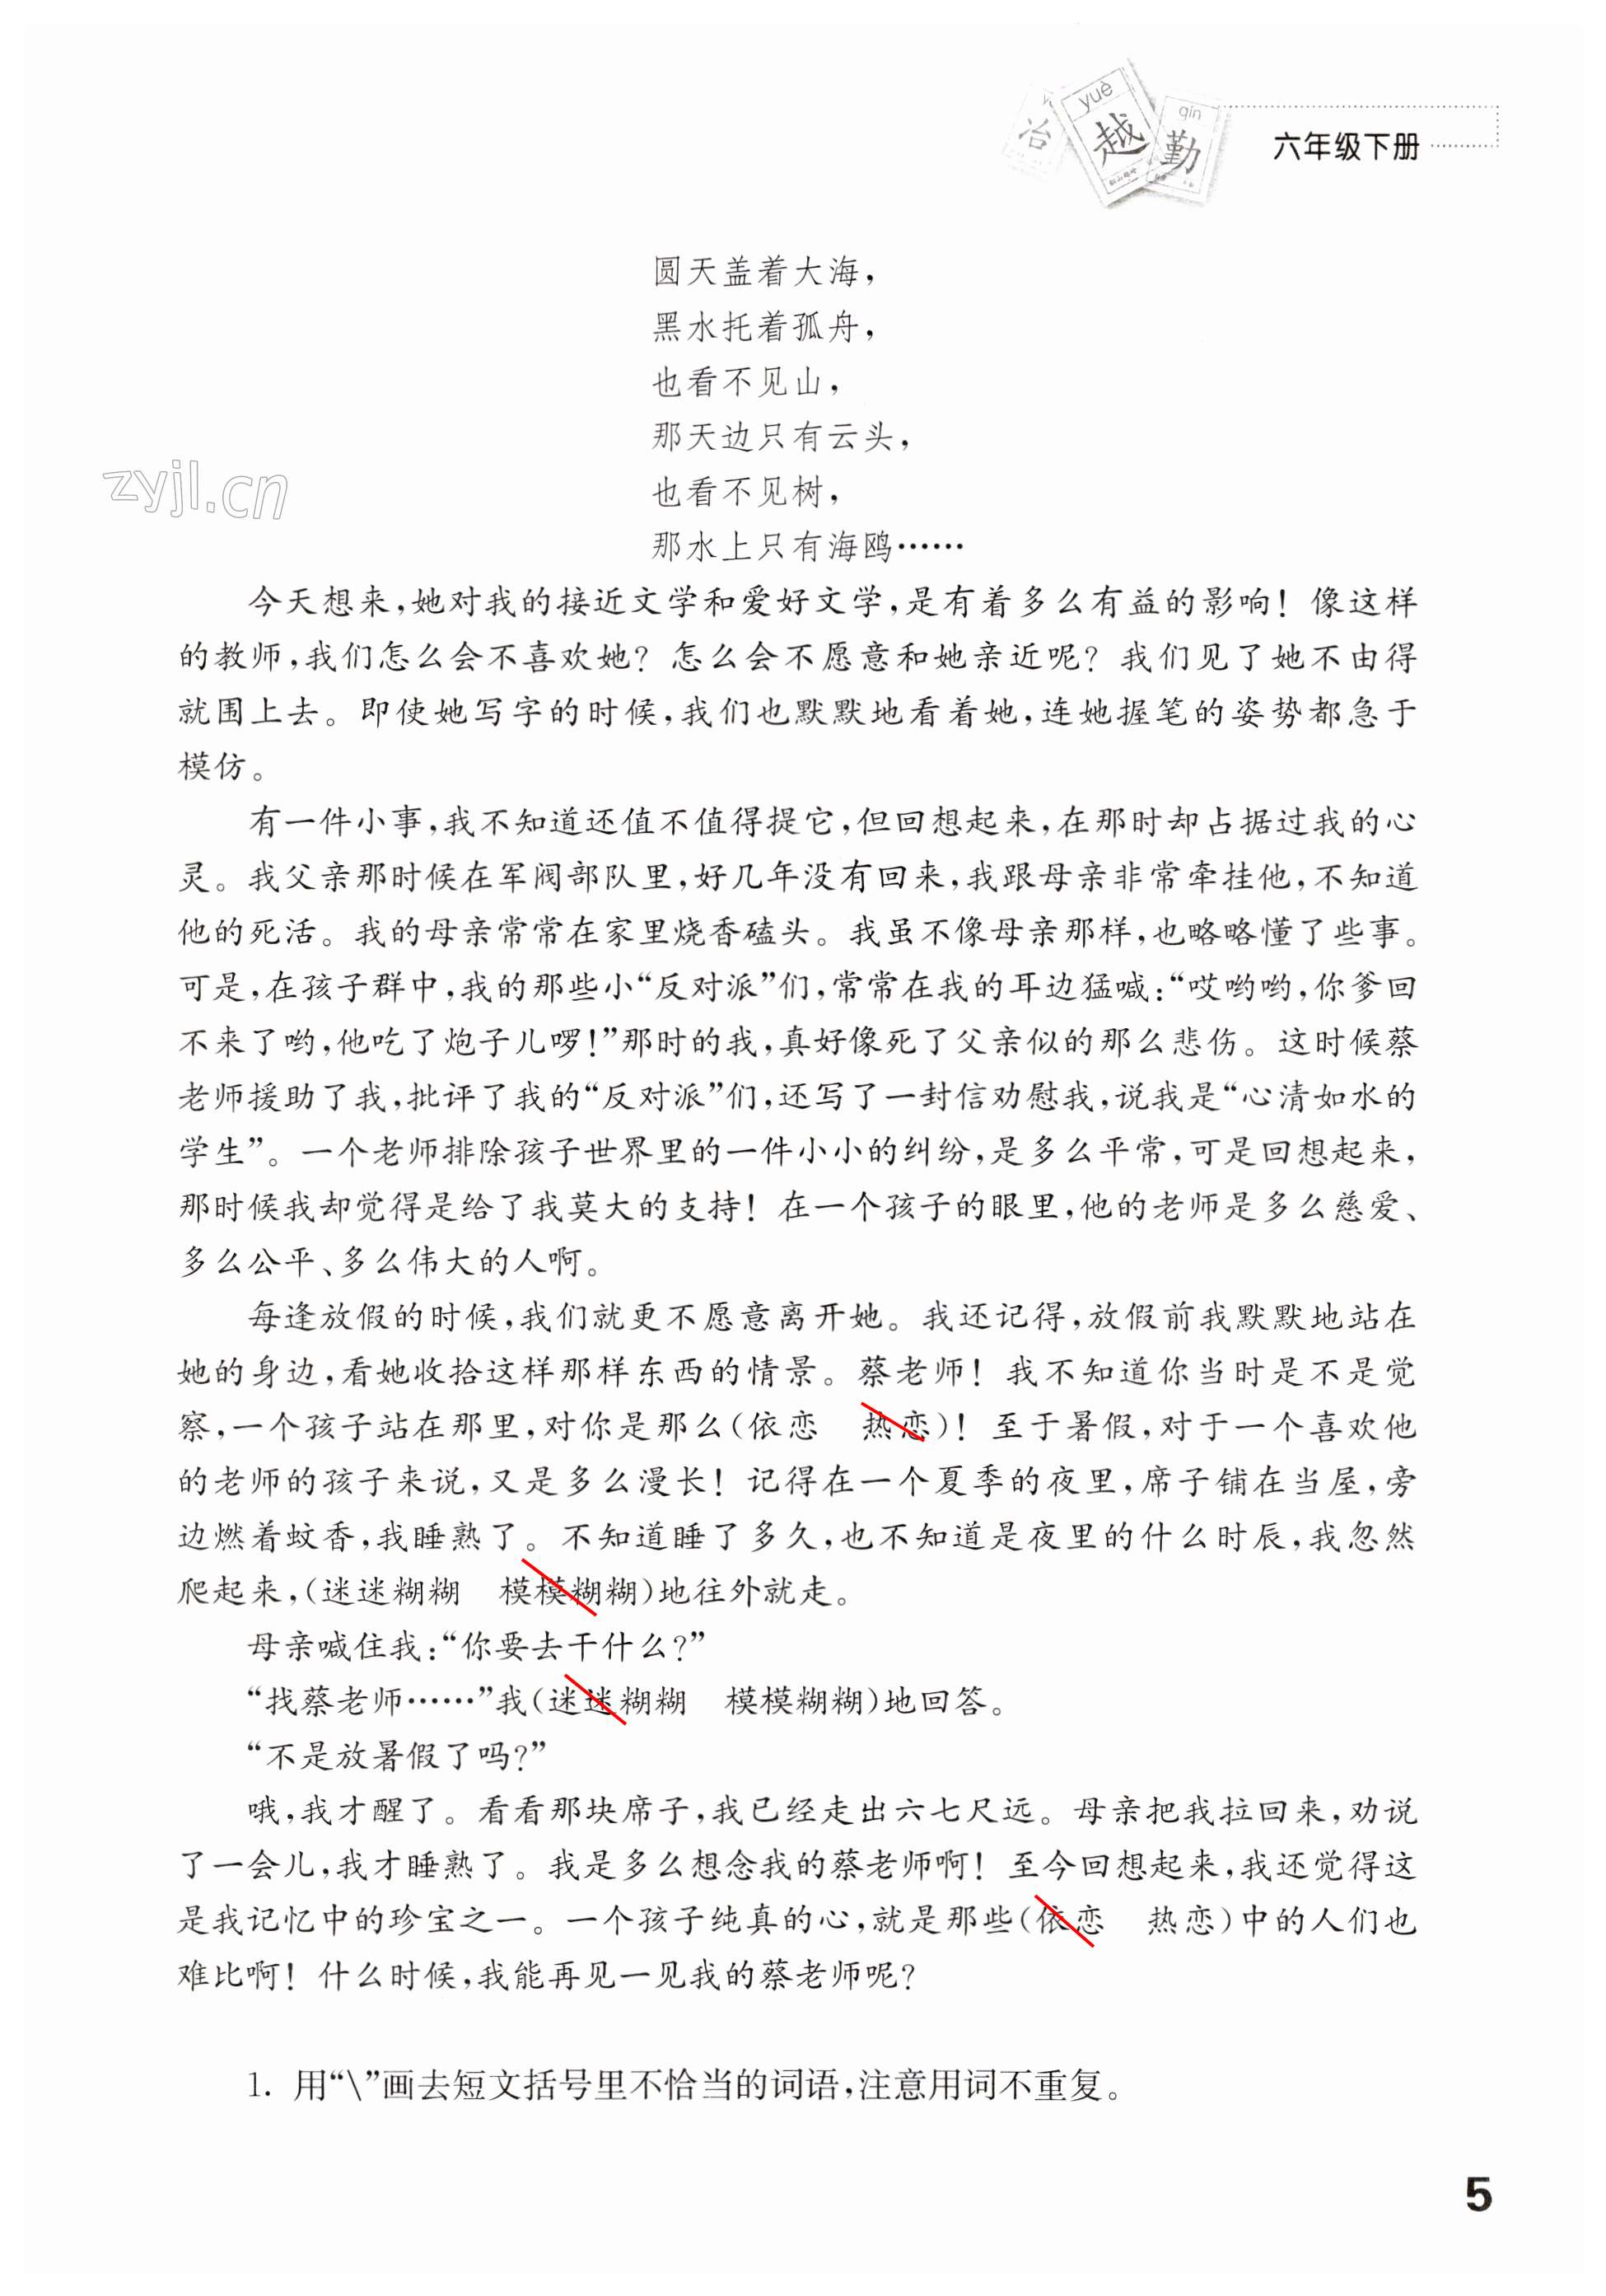 冶
yuè
越
qín
勤
六年级下册
圆天盖着大海，
黑水托着孤舟，
也看不见山，
那天边只有云头，
也看不见树，
那水上只有海鸥……
zyjl.cn
今天想来，她对我的接近文学和爱好文学，是有着多么有益的影响！像这样
的教师，我们怎么会不喜欢她？怎么会不愿意和她亲近呢？我们见了她不由得
就围上去。即使她写字的时候，我们也默默地看着她，连她握笔的姿势都急于
模仿。
有一件小事，我不知道还值不值得提它，但回想起来，在那时却占据过我的心
灵。我父亲那时候在军阀部队里，好几年没有回来，我跟母亲非常牵挂他，不知道
他的死活。我的母亲常常在家里烧香磕头。我虽不像母亲那样，也略略懂了些事。
可是，在孩子群中，我的那些小“反对派”们，常常在我的耳边猛喊：“哎哟哟，你爹回
不来了哟，他吃了炮子儿啰！”那时的我，真好像死了父亲似的那么悲伤。这时候蔡
老师援助了我，批评了我的“反对派”们，还写了一封信劝慰我，说我是“心清如水的
学生”。一个老师排除孩子世界里的一件小小的纠纷，是多么平常，可是回想起来，
那时候我却觉得是给了我莫大的支持！在一个孩子的眼里，他的老师是多么慈爱、
多么公平、多么伟大的人啊。
每逢放假的时候，我们就更不愿意离开她。我还记得，放假前我默默地站在
她的身边，看她收拾这样那样东西的情景。蔡老师！我不知道你当时是不是觉
察，一个孩子站在那里，对你是那么（依恋　热恋）！至于暑假，对于一个喜欢他
的老师的孩子来说，又是多么漫长！记得在一个夏季的夜里，席子铺在当屋，旁
边燃着蚊香，我睡熟了。不知道睡了多久，也不知道是夜里的什么时辰，我忽然
爬起来，（迷迷糊糊　模模糊糊）地往外就走。
母亲喊住我：“你要去干什么？”
“找蔡老师……”我（迷迷糊糊　模模糊糊）地回答。
“不是放暑假了吗？”
哦，我才醒了。看看那块席子，我已经走出六七尺远。母亲把我拉回来，劝说
了一会儿，我才睡熟了。我是多么想念我的蔡老师啊！至今回想起来，我还觉得这
是我记忆中的珍宝之一。一个孩子纯真的心，就是那些（依恋　热恋）中的人们也
难比啊！什么时候，我能再见一见我的蔡老师呢？
1. 用“\”画去短文括号里不恰当的词语，注意用词不重复。
5